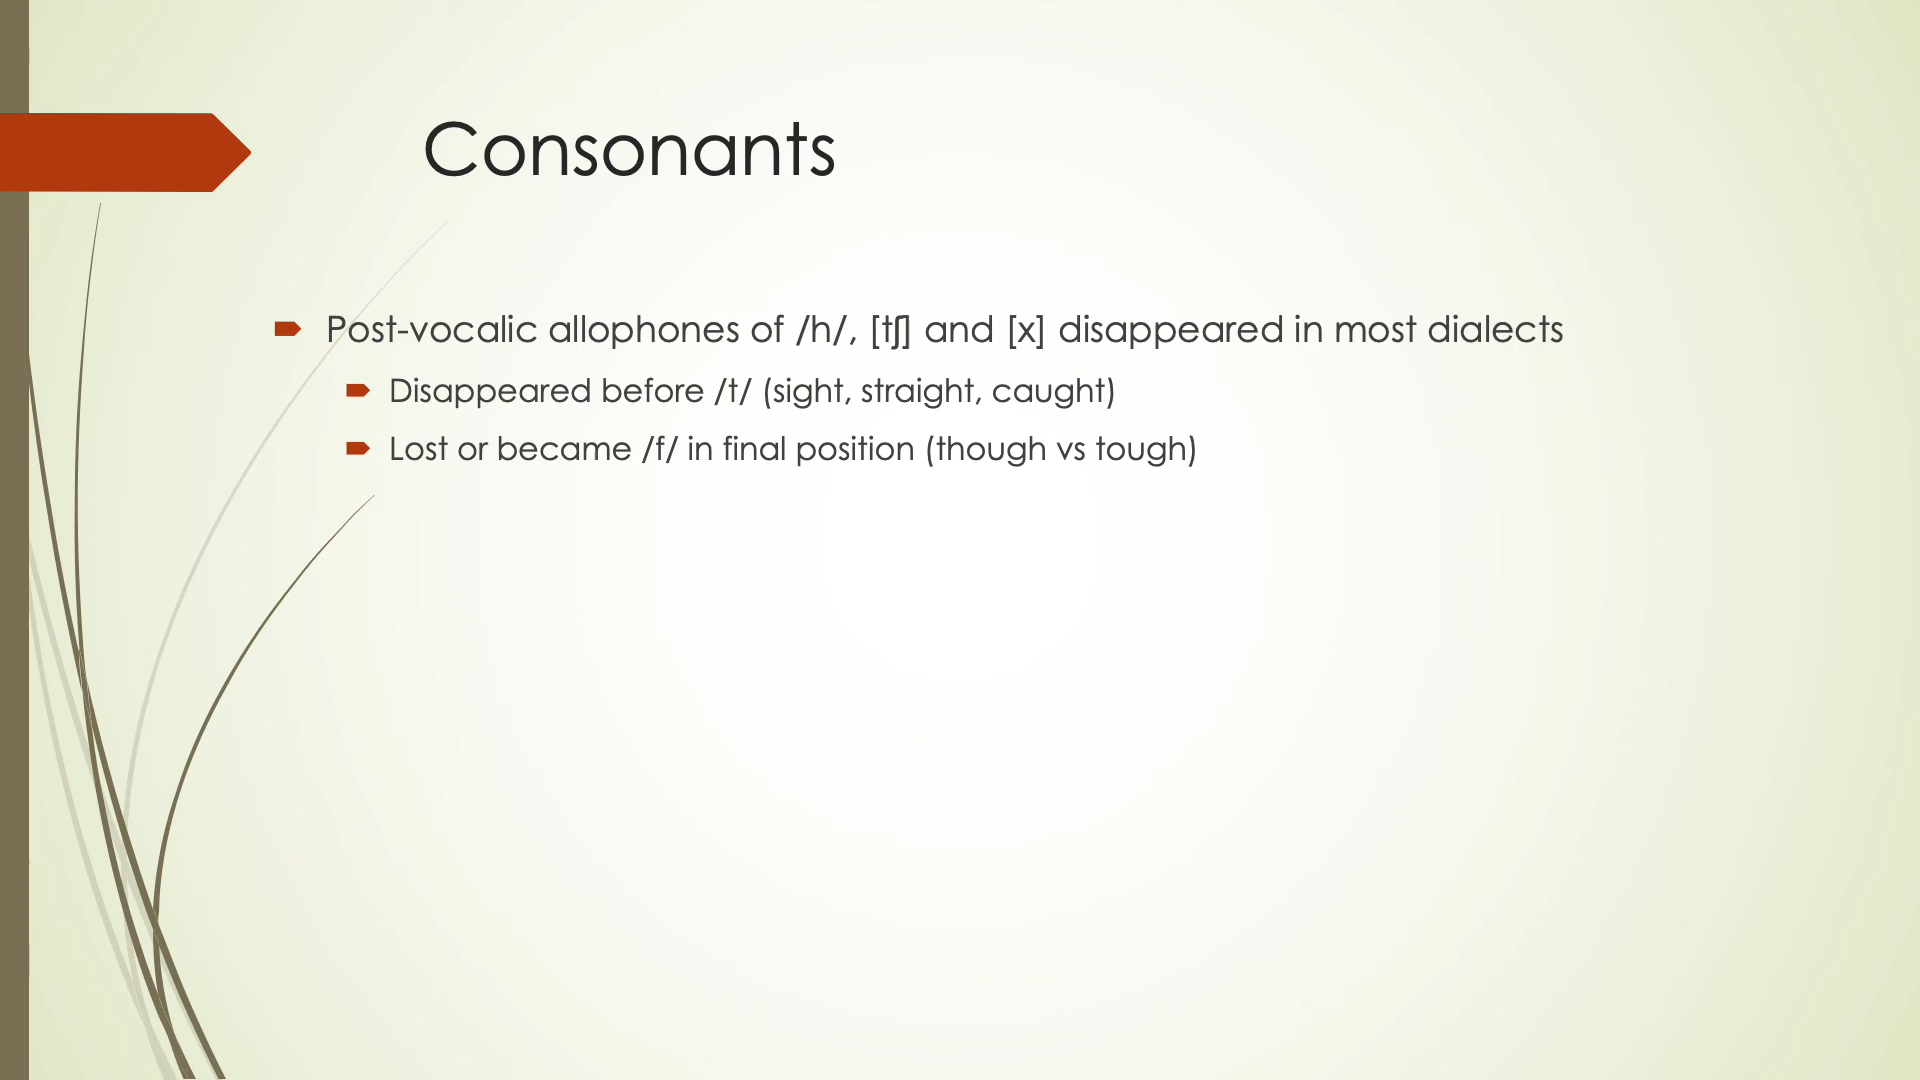 Consonants
Post-vocalic allophones of /h/, [tʃ] and [x] disappeared in most dialects
Disappeared before /t/ (sight, straight, caught)
Lost or became /f/ in final position (though vs tough)